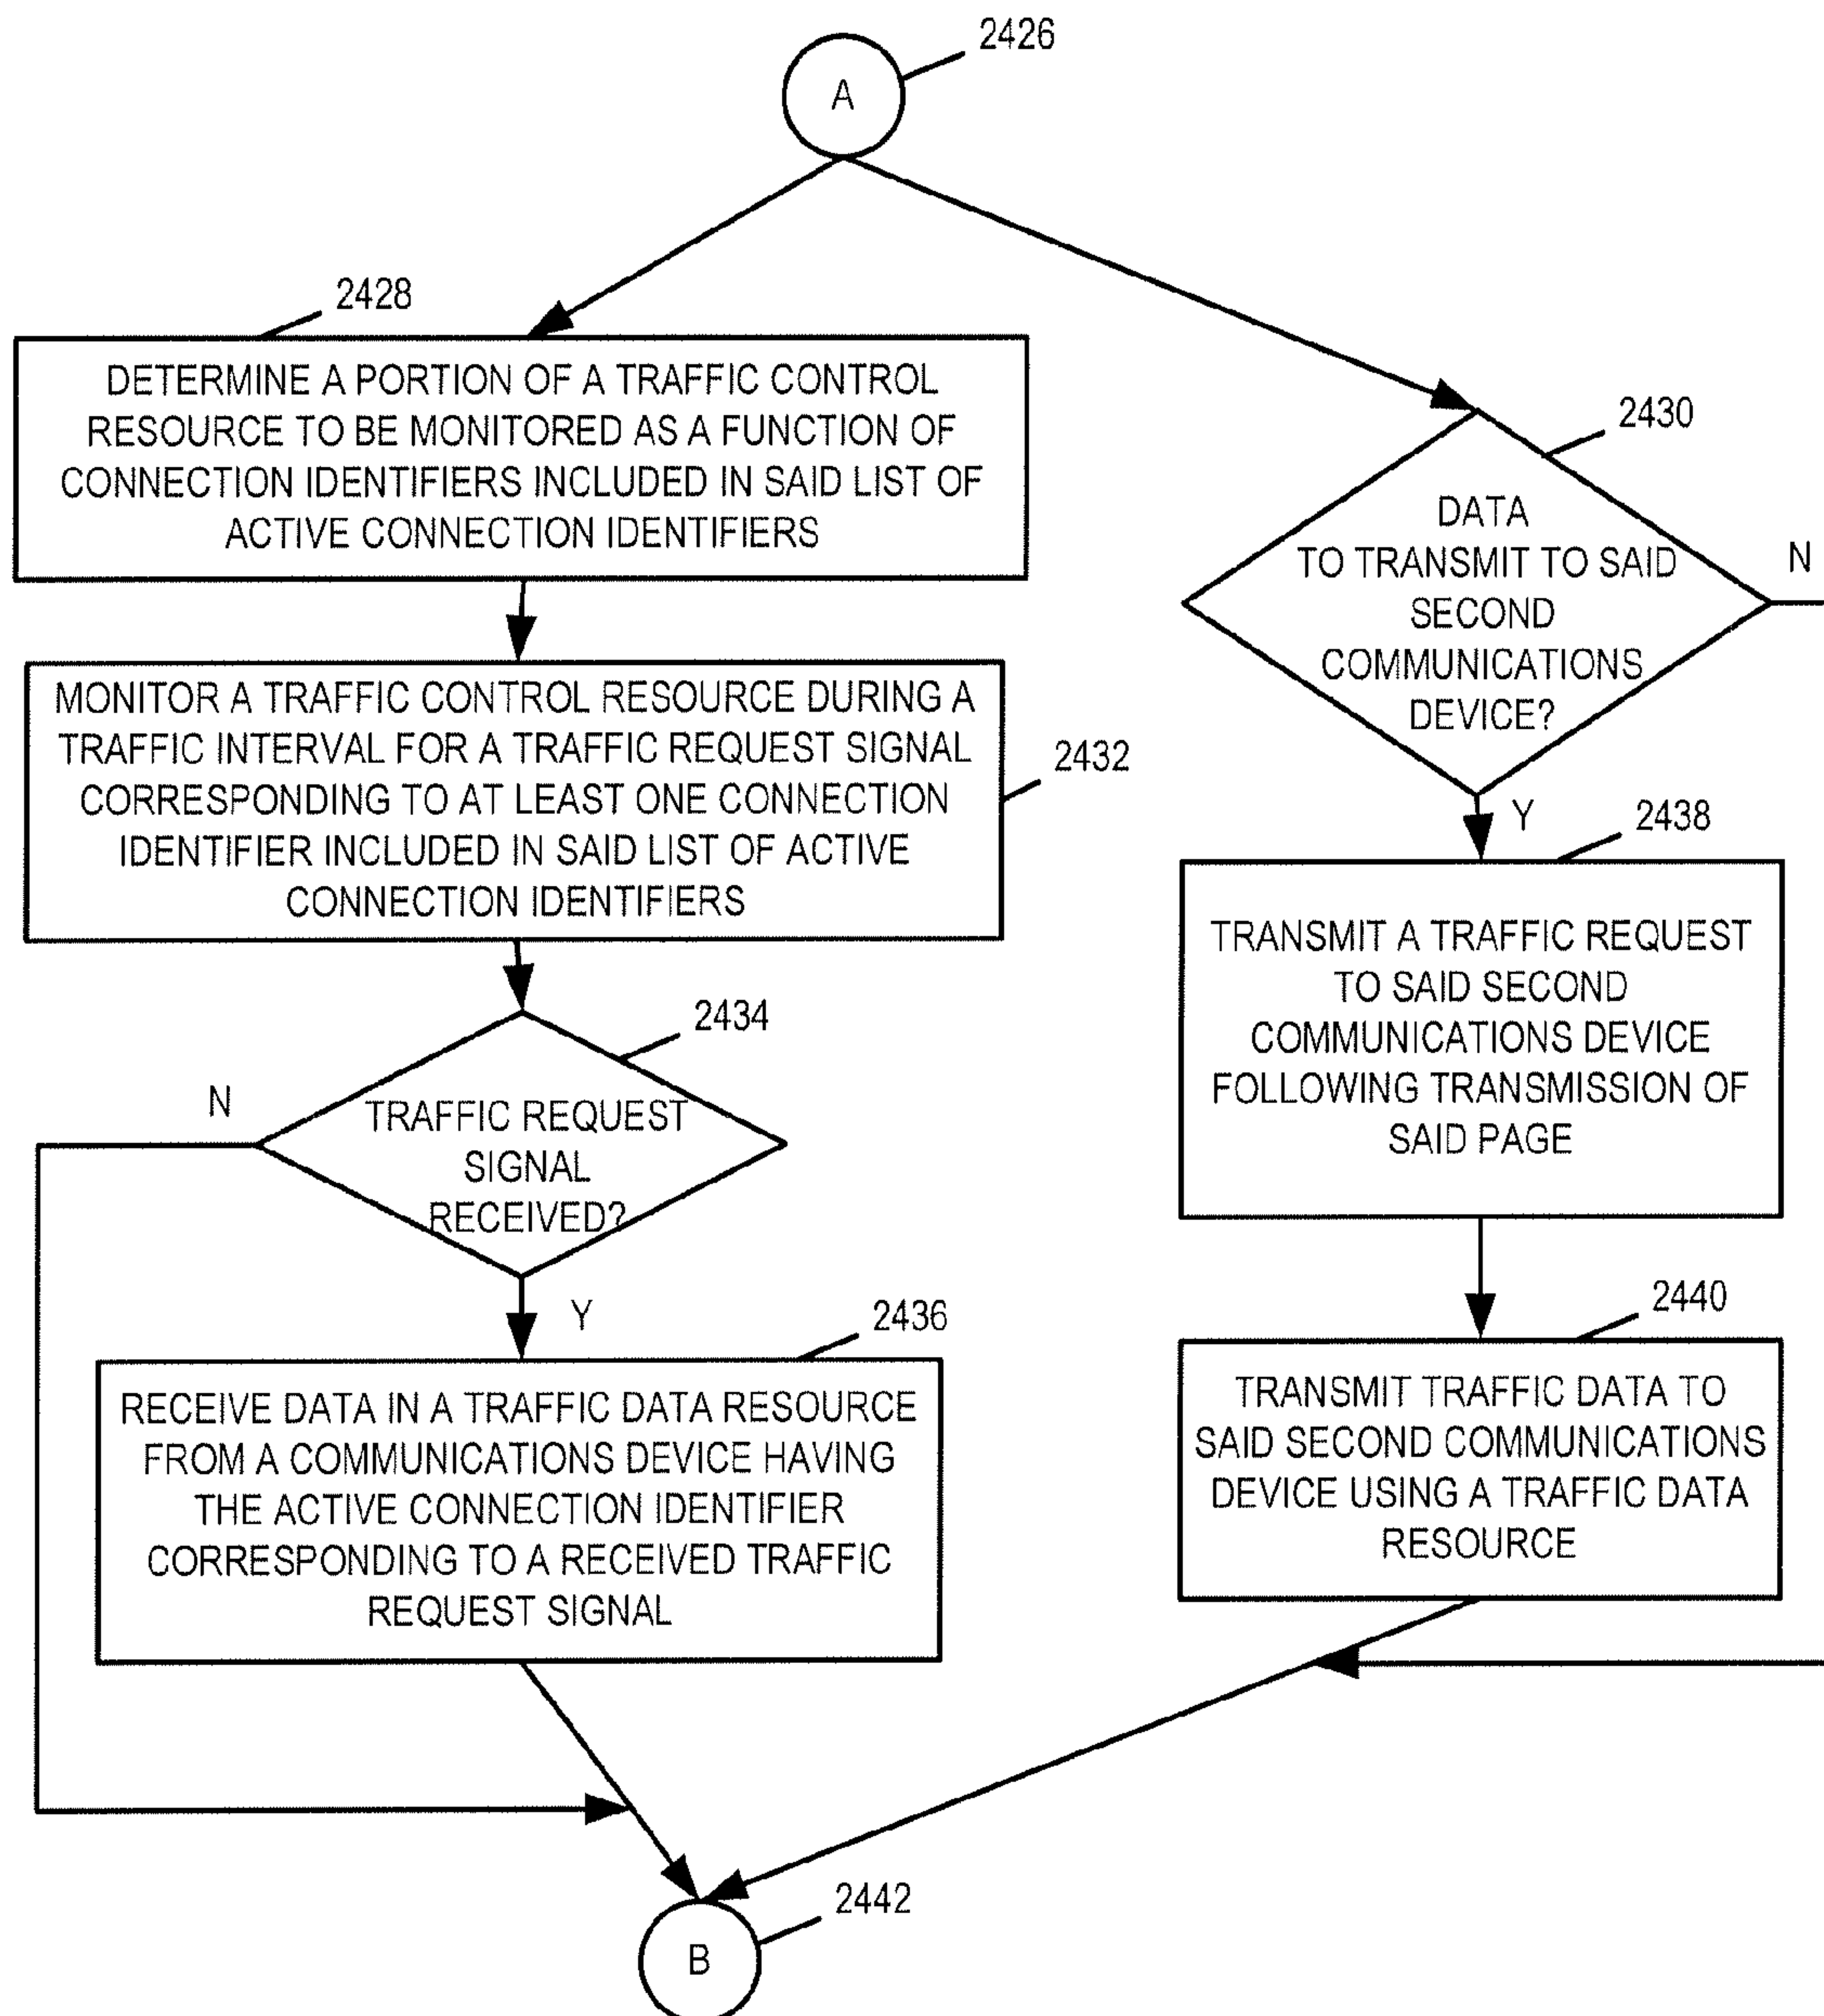 2426
A
2428
DETERMINE A PORTION OF A TRAFFIC CONTROL
RESOURCE TO BE MONITORED AS A FUNCTION OF
CONNECTION IDENTIFIERS INCLUDED IN SAID LIST OF
ACTIVE CONNECTION IDENTIFIERS
2430
DATA
TO TRANSMIT TO SAID
SECOND
COMMUNICATIONS
DEVICE?
N
MONITOR A TRAFFIC CONTROL RESOURCE DURING A
TRAFFIC INTERVAL FOR A TRAFFIC REQUEST SIGNAL
CORRESPONDING TO AT LEAST ONE CONNECTION
IDENTIFIER INCLUDED IN SAID LIST OF ACTIVE
CONNECTION IDENTIFIERS
2432
Y
2438
TRANSMIT A TRAFFIC REQUEST
TO SAID SECOND
COMMUNICATIONS DEVICE
FOLLOWING TRANSMISSION OF
SAID PAGE
2434
N
TRAFFIC REQUEST
SIGNAL
RECEIVED?
Y
2436
RECEIVE DATA IN A TRAFFIC DATA RESOURCE
FROM A COMMUNICATIONS DEVICE HAVING
THE ACTIVE CONNECTION IDENTIFIER
CORRESPONDING TO A RECEIVED TRAFFIC
REQUEST SIGNAL
2440
TRANSMIT TRAFFIC DATA TO
SAID SECOND COMMUNICATIONS
DEVICE USING A TRAFFIC DATA
RESOURCE
2442
B